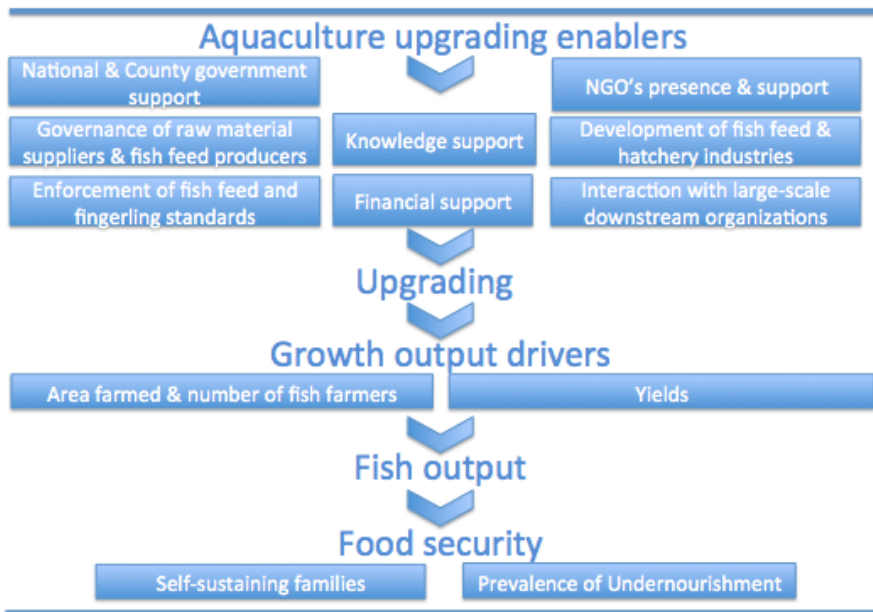 Aquaculture upgrading enablers
National & County government
support
NGO's presence & support
Governance of raw material
suppliers & fish feed producers
Knowledge support
Development of fish feed &
hatchery industries
Enforcement of fish feed and
fingerling standards
Financial support
Interaction with large-scale
downstream organizations
Upgrading
Growth output drivers
Area farmed & number of fish farmers
Yields
Fish output
Food security
Self-sustaining families
Prevalence of Undernourishment